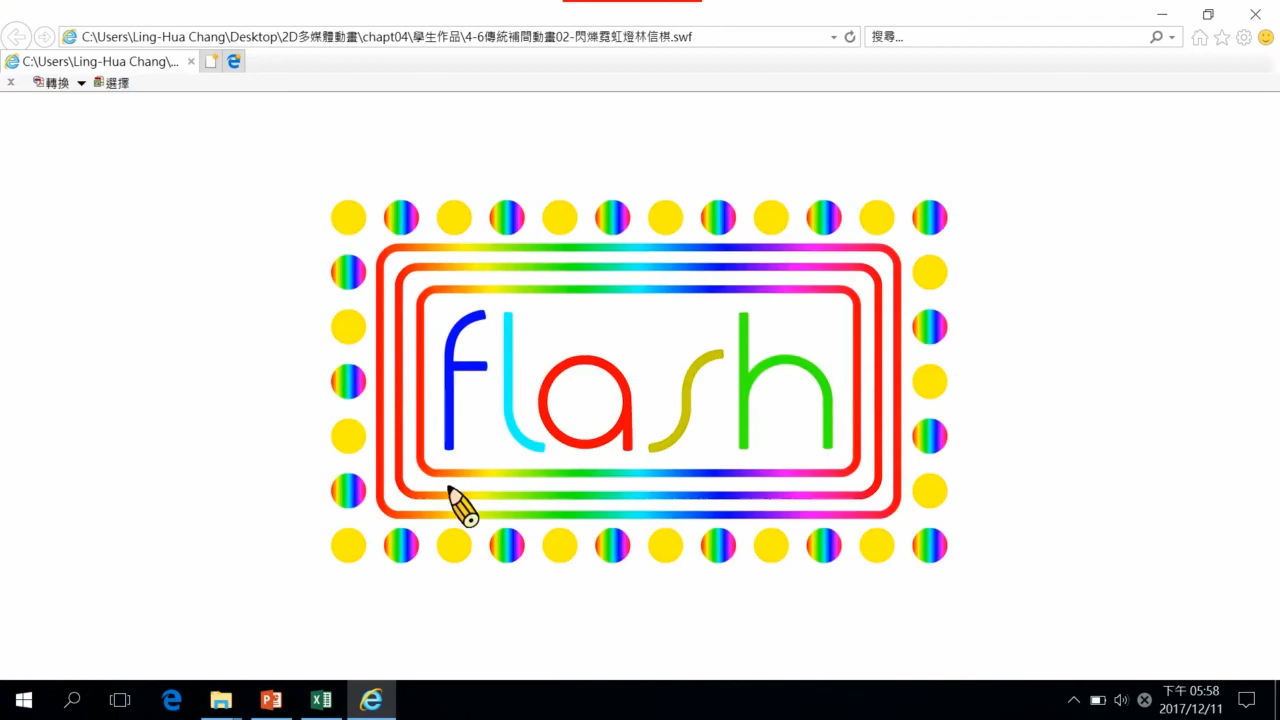 C:\Users\Ling-Hua Chang\Desktop\2D多媒體動畫\chapt04\學生作品\4-6傳統補間動畫02-閃爍霓虹燈林信棋.swf
搜尋...
C:\Users\Ling-Hua Chang\...
x 轉換 選擇
flash
下午 05:58
2017/12/11